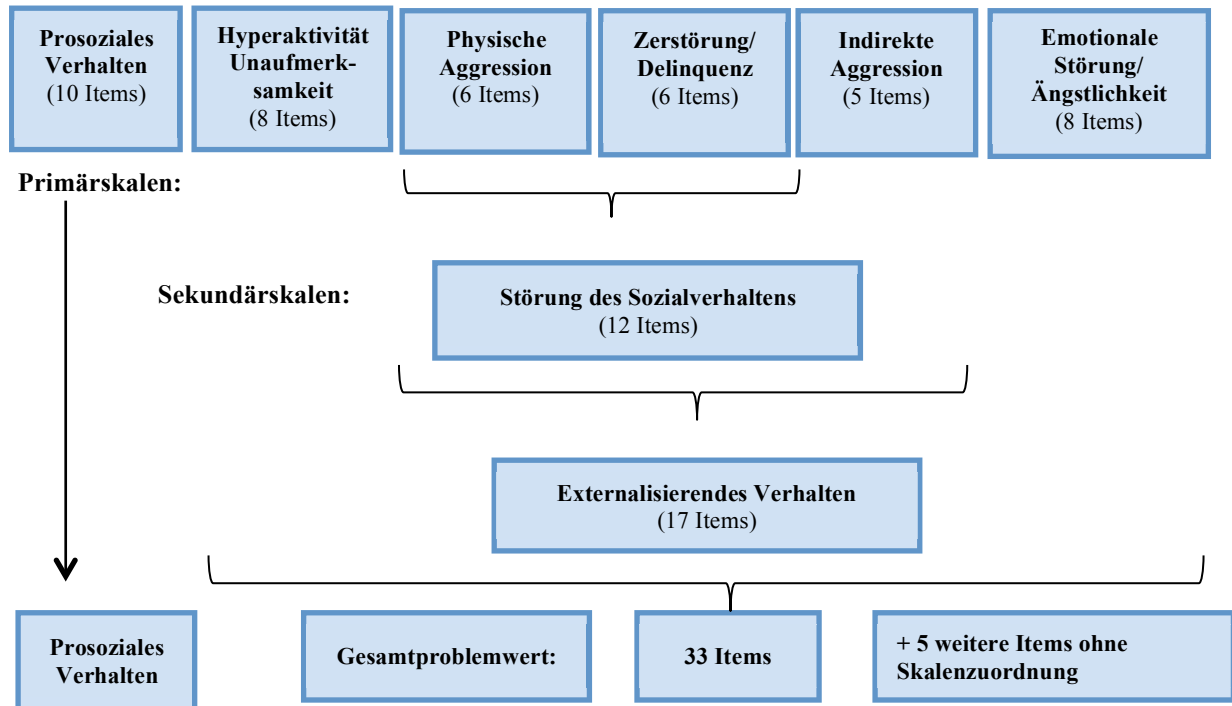 Prosoziales
Verhalten
(10 Items)
Hyperaktivität
Unaufmerk-
samkeit
(8 Items)
Physische
Aggression
(6 Items)
Zerstörung/
Delinquenz
(6 Items)
Indirekte
Aggression
(5 Items)
Emotionale
Störung/
Ängstlichkeit
(8 Items)
Primärskalen:
Sekundärskalen:
Störung des Sozialverhaltens
(12 Items)
Externalisierendes Verhalten
(17 Items)
Prosoziales
Verhalten
Gesamtproblemwert:
33 Items
+ 5 weitere Items ohne
Skalenzuordnung